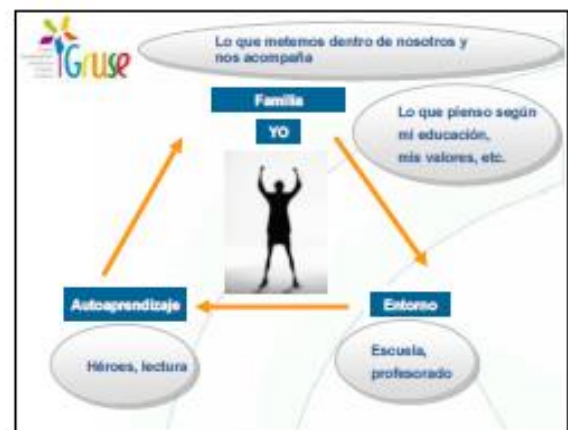 Gruse
Lo que metemos dentro de nosotros y
nos acompaña
Familia
YO
Lo que pienso según
mi educación,
mis valores, etc.
Autoaprendizaje
Entorno
Héroes, lectura
Escuela,
profesorado